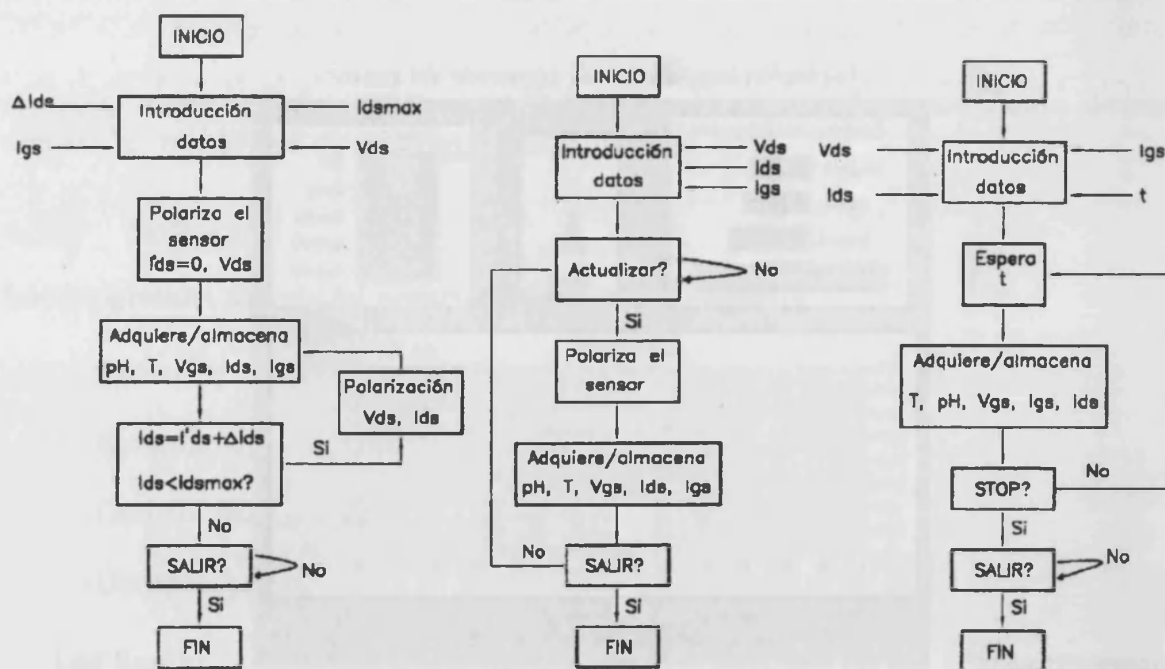 INICIO
ΔIds
Idsmax
Introducción
datos
Igs
Vds
Polariza el
sensor
I'ds=0, Vds
Adquiere/almacena
pH, T, Vgs, Ids, Igs
Polarización
Vds, Ids
Ids=I'ds+ΔIds
Ids<Idsmax?
Si
No
SALIR?
No
Si
FIN
INICIO
Introducción
datos
Vds
Ids
Igs
Actualizar?
No
Si
Polariza el
sensor
Adquiere/almacena
pH, T, Vgs, Ids, Igs
No
SALIR?
Si
FIN
INICIO
Vds
Igs
Introducción
datos
Ids
t
Espera
t
Adquiere/almacena
T, pH, Vgs, Igs, Ids
STOP?
No
Si
SALIR?
No
Si
FIN